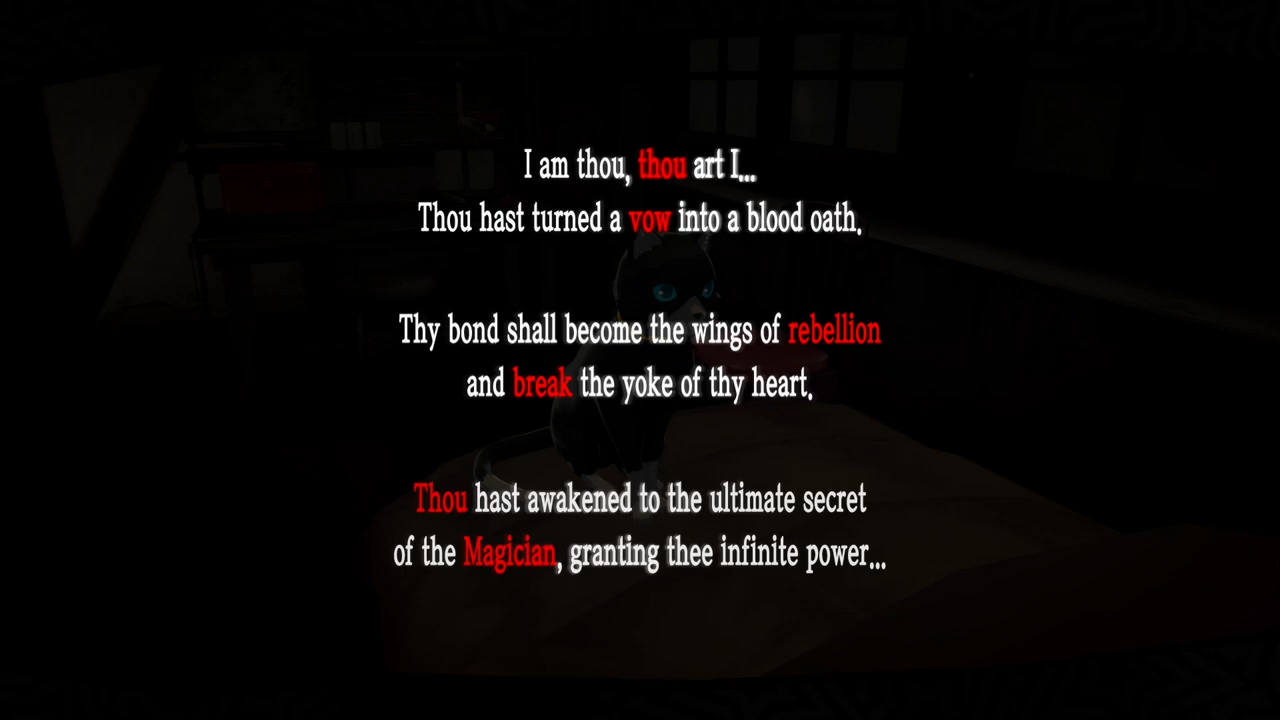 I am thou, thou art I...
Thou hast turned a vow into a blood oath.
Thy bond shall become the wings of rebellion
and break the yoke of thy heart.
Thou hast awakened to the ultimate secret
of the Magician, granting thee infinite power...